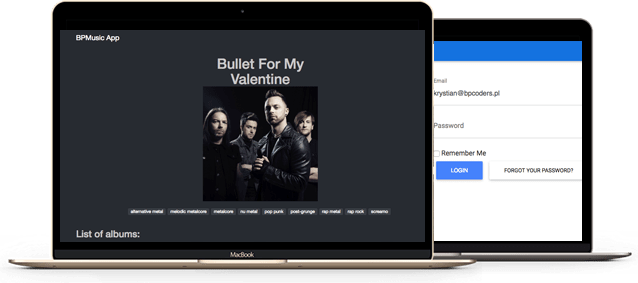 BPMusic App
Bullet For My
Valentine
alternative metal melodic metalcore metalcore nu metal pop punk post-grunge rap metal rap rock screamo
List of albums:
MacBook
Email
krystian@bpcoders.pl
Password
Remember Me
LOGIN FORGOT YOUR PASSWORD?